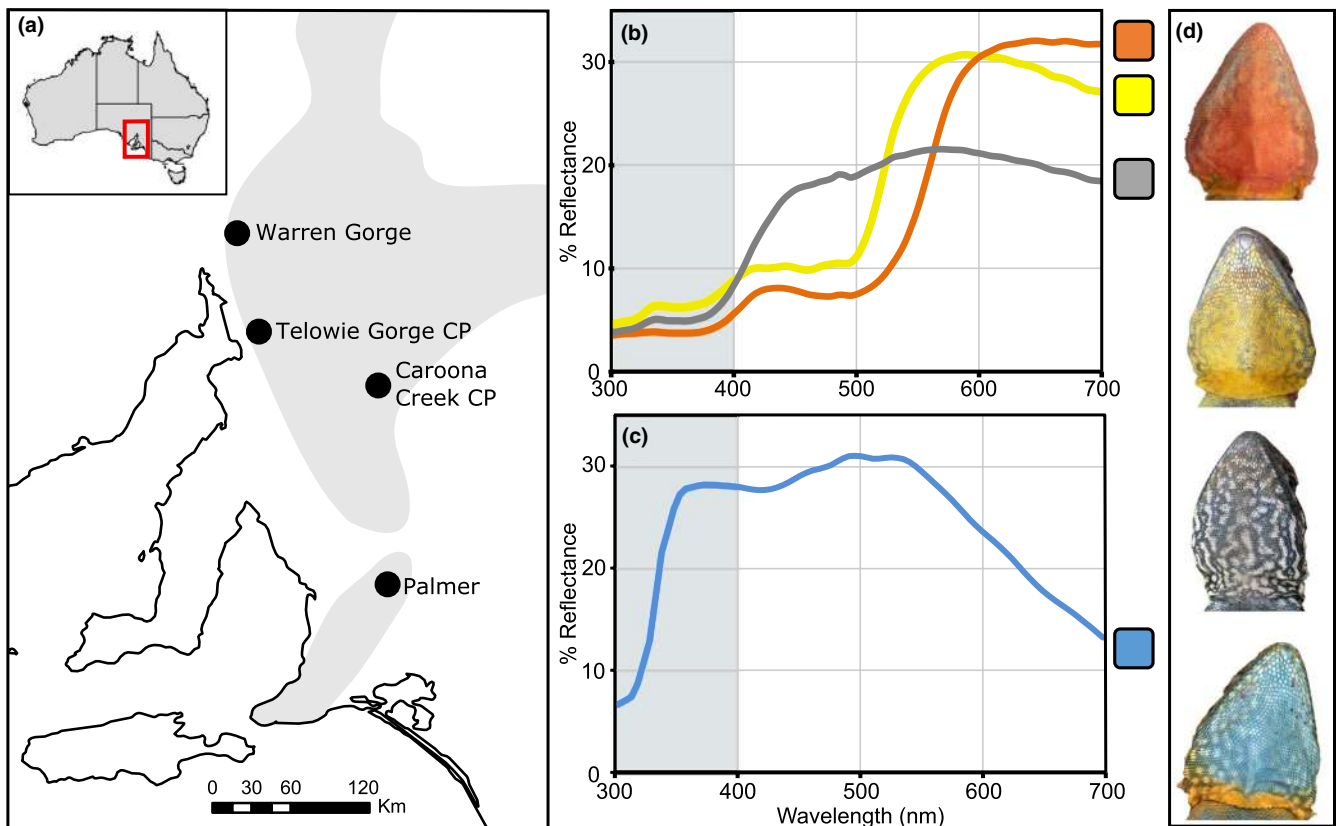 (a)
Warren Gorge
Telowie Gorge CP
Caroona
Creek CP
Palmer
0 30 60 120
Km
(b)
% Reflectance
30
20
10
0
300 400 500 600 700
(c)
% Reflectance
30
20
10
0
300 400 500 600 700
Wavelength (nm)
(d)